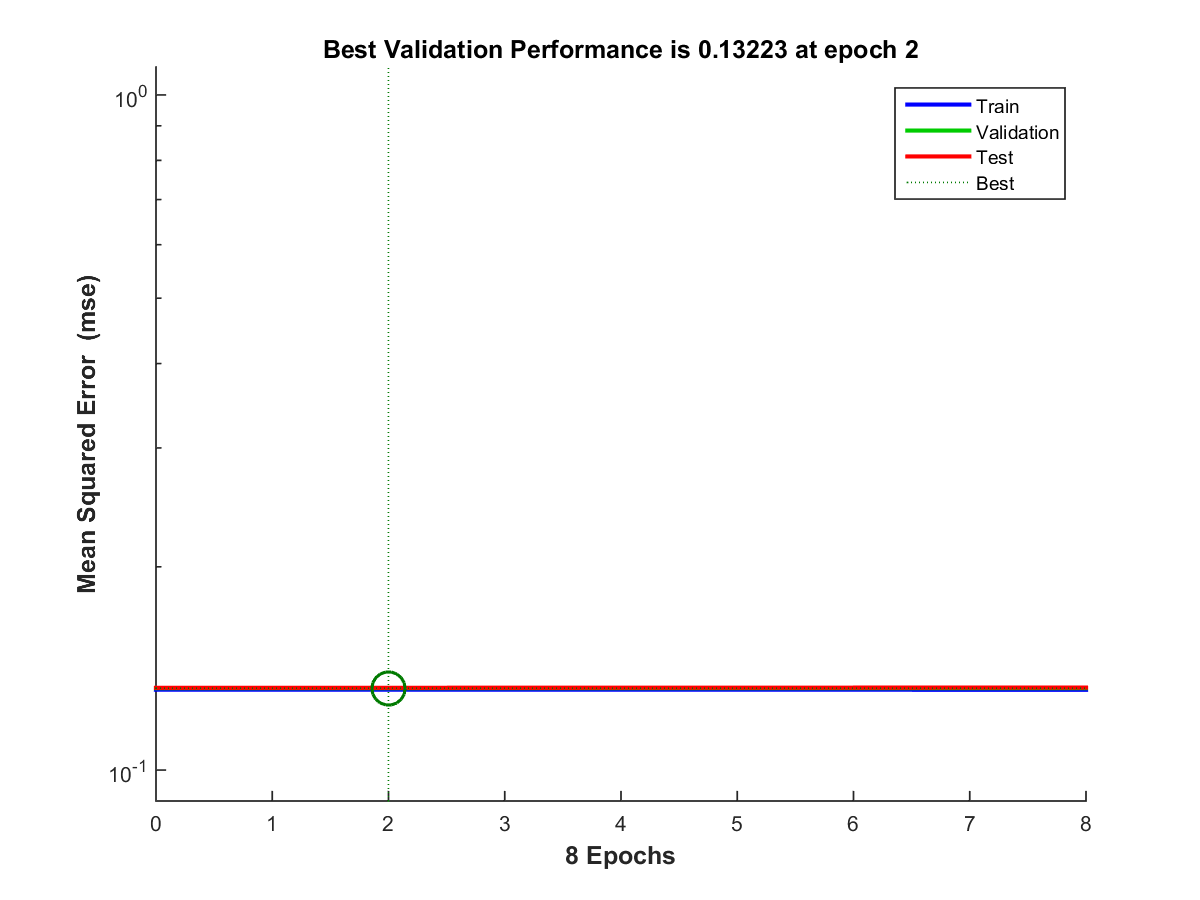 Best Validation Performance is 0.13223 at epoch 2
10^0
Train
Validation
Test
Best
Mean Squared Error (mse)
10^-1
0 1 2 3 4 5 6 7 8
8 Epochs